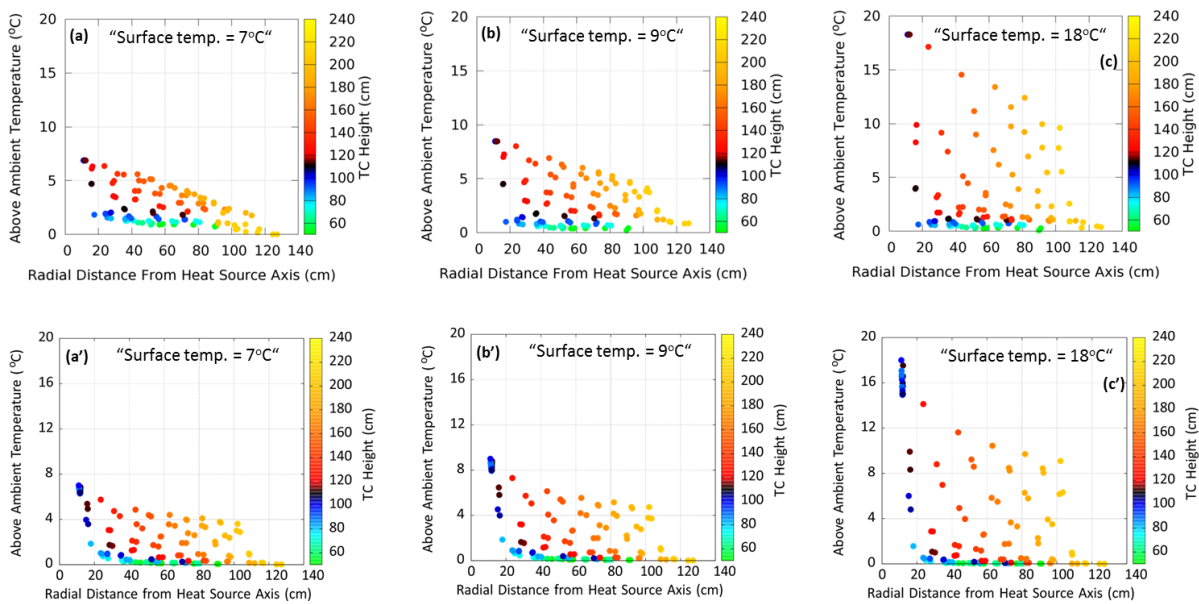 (a) “Surface temp. = 7°C“
Above Ambient Temperature (°C)
20
15
10
5
0
0 20 40 60 80 100 120 140
Radial Distance From Heat Source Axis (cm)
240
220
200
180
160
140
120
100
80
60
TC Height (cm)
(b) “Surface temp. = 9°C“
Above Ambient Temperature (°C)
20
15
10
5
0
0 20 40 60 80 100 120 140
Radial Distance From Heat Source Axis (cm)
240
220
200
180
160
140
120
100
80
60
TC Height (cm)
“Surface temp. = 18°C“
(c)
Above Ambient Temperature (°C)
20
15
10
5
0
0 20 40 60 80 100 120 140
Radial Distance From Heat Source Axis (cm)
240
220
200
180
160
140
120
100
80
60
TC Height (cm)
(a’) “Surface temp. = 7°C“
Above Ambient Temperature (°C)
20
16
12
8
4
0
0 20 40 60 80 100 120 140
Radial Distance from Heat Source Axis (cm)
240
220
200
180
160
140
120
100
80
60
TC Height (cm)
(b’) “Surface temp. = 9°C“
Above Ambient Temperature (°C)
20
16
12
8
4
0
0 20 40 60 80 100 120 140
Radial Distance from Heat Source Axis (cm)
240
220
200
180
160
140
120
100
80
60
TC Height (cm)
“Surface temp. = 18°C“
(c’)
Above Ambient Temperature (°C)
20
16
12
8
4
0
0 20 40 60 80 100 120 140
Radial Distance from Heat Source Axis (cm)
240
220
200
180
160
140
120
100
80
60
TC Height (cm)